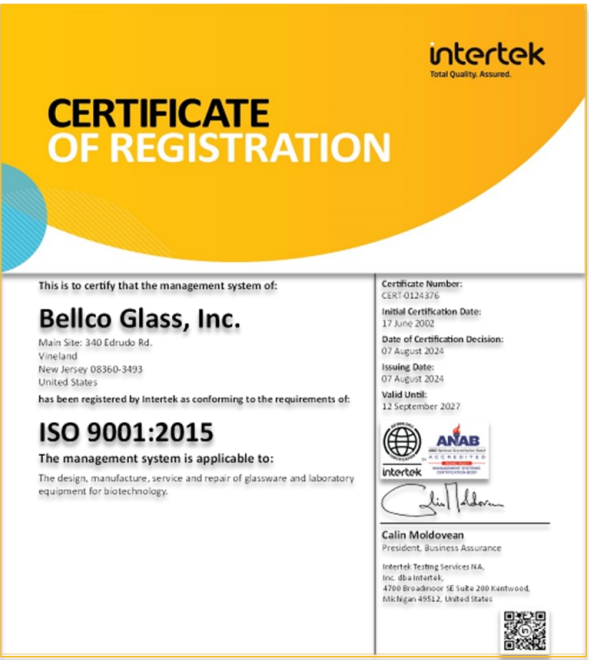 intertek
Total Quality. Assured.
CERTIFICATE
OF REGISTRATION
This is to certify that the management system of:
Bellco Glass, Inc.
Main Site: 340 Edrudo Rd.
Vineland
New Jersey 08360-3493
United States
has been registered by Intertek as conforming to the requirements of:
ISO 9001:2015
The management system is applicable to:
The design, manufacture, service and repair of glassware and laboratory
equipment for biotechnology.
Certificate Number:
CERT-0124376
Initial Certification Date:
17 June 2002
Date of Certification Decision:
07 August 2024
Issuing Date:
07 August 2024
Valid Until:
12 September 2027
intertek
ANAB
ACCREDITED
MANAGEMENT SYSTEMS
CERTIFICATION BODY
Calin Moldovean
Calin Moldovean
President, Business Assurance
Intertek Testing Services NA,
Inc. dba Intertek,
4700 Broadmoor SE Suite 200 Kentwood,
Michigan 49512, United States
in